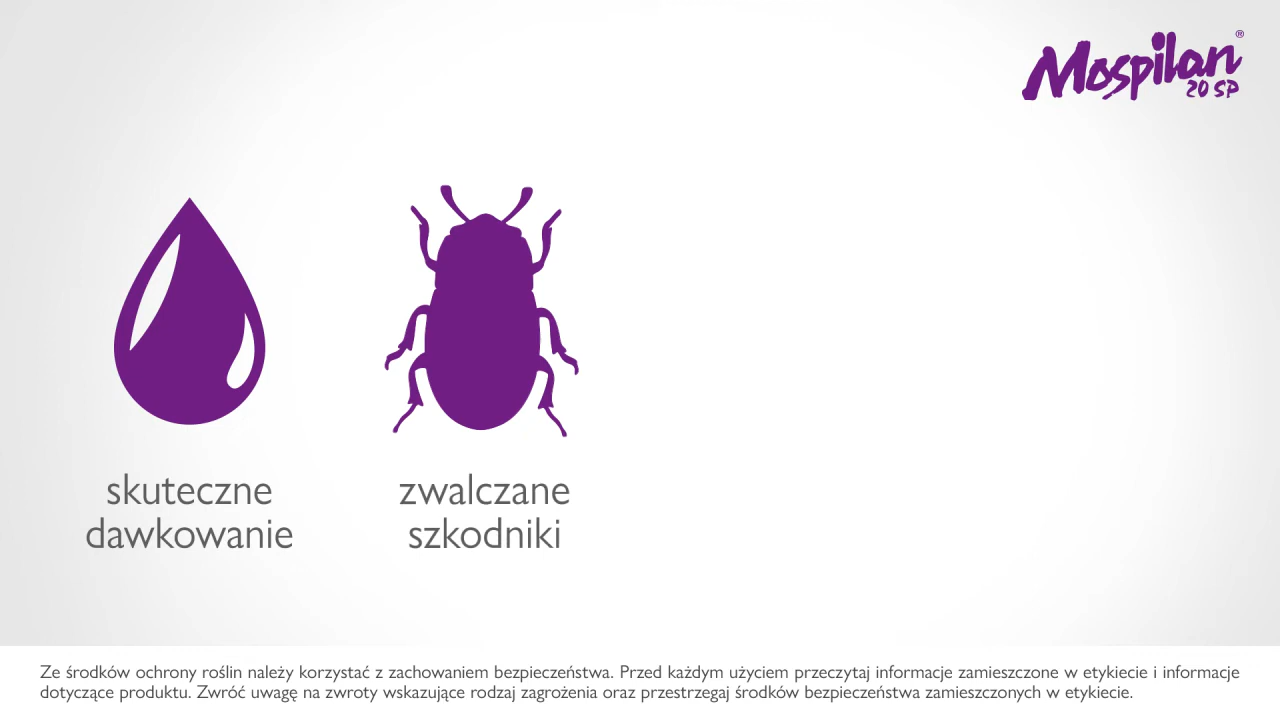 Mospilan®
20 SP
skuteczne
dawkowanie
zwalczane
szkodniki
Ze środków ochrony roślin należy korzystać z zachowaniem bezpieczeństwa. Przed każdym użyciem przeczytaj informacje zamieszczone w etykiecie i informacje
dotyczące produktu. Zwróć uwagę na zwroty wskazujące rodzaj zagrożenia oraz przestrzegaj środków bezpieczeństwa zamieszczonych w etykiecie.